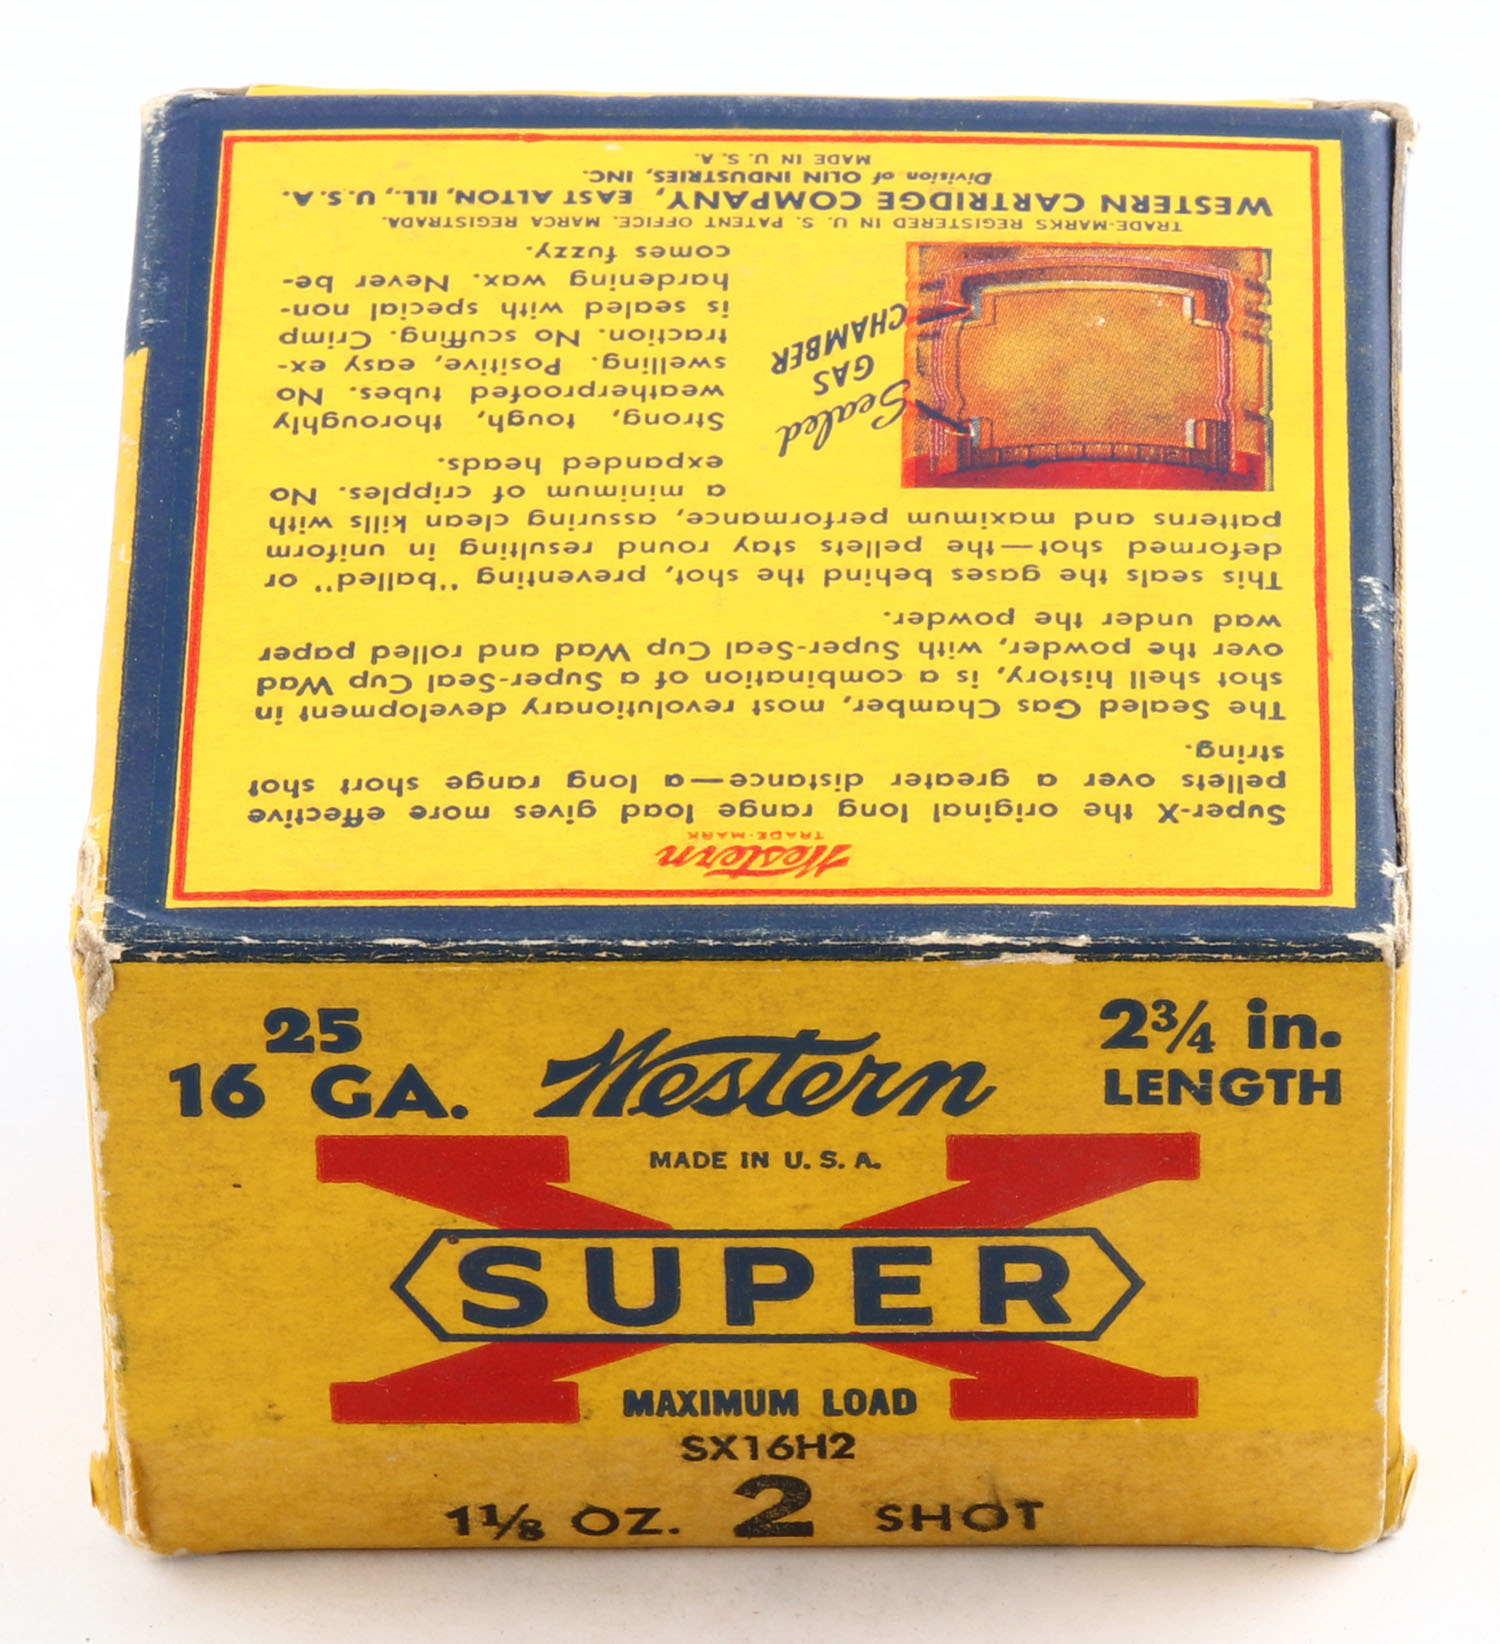 Western
TRADE-MARK
Super-X the original long range load gives more effective
pellets over a greater distance—a long range short shot
string.
The Sealed Gas Chamber, most revolutionary development in
shot shell history, is a combination of a Super-Seal Cup Wad
over the powder, with Super-Seal Cup Wad and rolled paper
wad under the powder.
This seals the gases behind the shot, preventing "balled" or
deformed shot—the pellets stay round resulting in uniform
patterns and maximum performance, assuring clean kills with
a minimum of cripples. No
expanded heads.
Strong, tough, thoroughly
weatherproofed tubes. No
swelling. Positive, easy ex-
traction. No scuffing. Crimp
is sealed with special non-
hardening wax. Never be-
comes fuzzy.
Sealed
GAS
CHAMBER
TRADE-MARKS REGISTERED IN U. S. PATENT OFFICE. MARCA REGISTRADA.
WESTERN CARTRIDGE COMPANY, EAST ALTON, ILL., U. S. A.
Division of OLIN INDUSTRIES, INC.
MADE IN U. S. A.
25
16 GA.
Western
2¾ in.
LENGTH
MADE IN U. S. A.
X
SUPER
MAXIMUM LOAD
SX16H2
1⅛ OZ. 2 SHOT